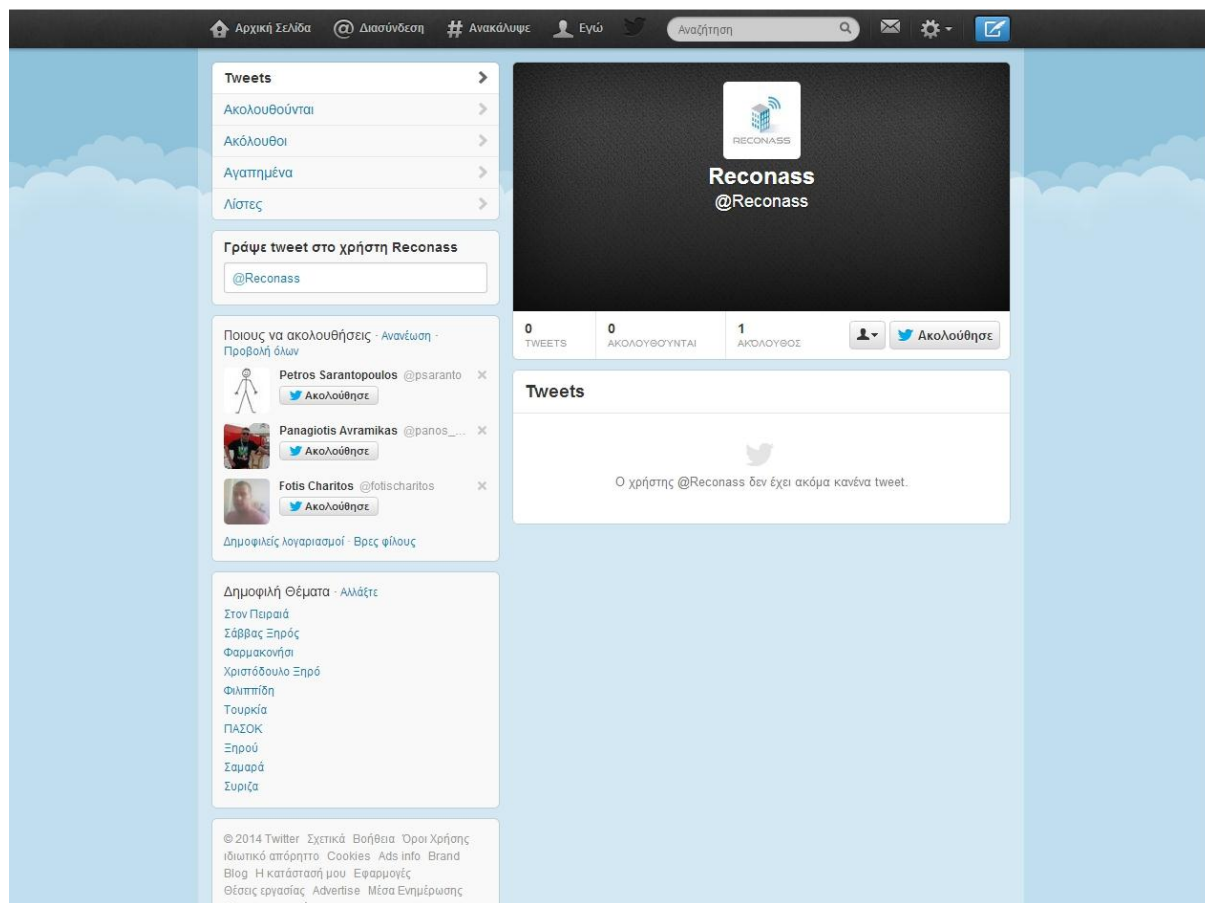 Αρχική Σελίδα @ Διασύνδεση # Ανακάλυψε Εγώ Αναζήτηση
Tweets
Ακολουθούνται
Ακόλουθοι
Αγαπημένα
Λίστες
Γράψε tweet στο χρήστη Reconass
@Reconass
Ποιους να ακολουθήσεις · Ανανέωση ·
Προβολή όλων
Petros Sarantopoulos @psaranto
Ακολούθησε
Panagiotis Avramikas @panos_...
Ακολούθησε
Fotis Charitos @fotischaritos
Ακολούθησε
Δημοφιλείς λογαριασμοί · Βρες φίλους
Δημοφιλή Θέματα · Αλλάξτε
Στον Πειραιά
Σάββας Ξηρός
Φαρμακονήσι
Χριστόδουλο Ξηρό
Φιλιππίδη
Τουρκία
ΠΑΣΟΚ
Ξηρού
Σαμαρά
Συριζα
© 2014 Twitter Σχετικά Βοήθεια Όροι Χρήσης
ιδιωτικό απόρητο Cookies Ads info Brand
Blog Η κατάστασή μου Εφαρμογές
Θέσεις εργασίας Advertise Μέσα Ενημέρωσης
RECONASS
Reconass
@Reconass
0 0 1
TWEETS ΑΚΟΛΟΥΘΟΎΝΤΑΙ ΑΚΌΛΟΥΘΟΣ
Ακολούθησε
Tweets
Ο χρήστης @Reconass δεν έχει ακόμα κανένα tweet.